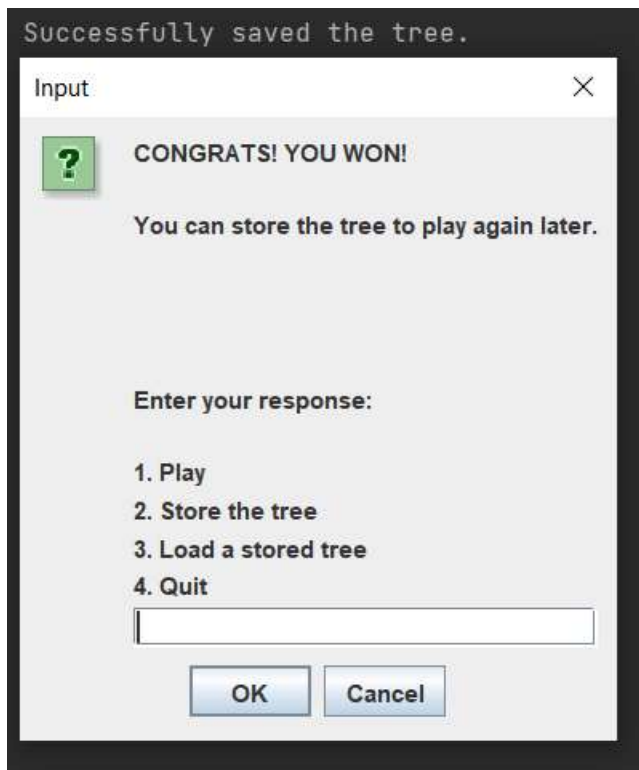 Successfully saved the tree.
Input
?
CONGRATS! YOU WON!
You can store the tree to play again later.
Enter your response:
1. Play
2. Store the tree
3. Load a stored tree
4. Quit
OK Cancel